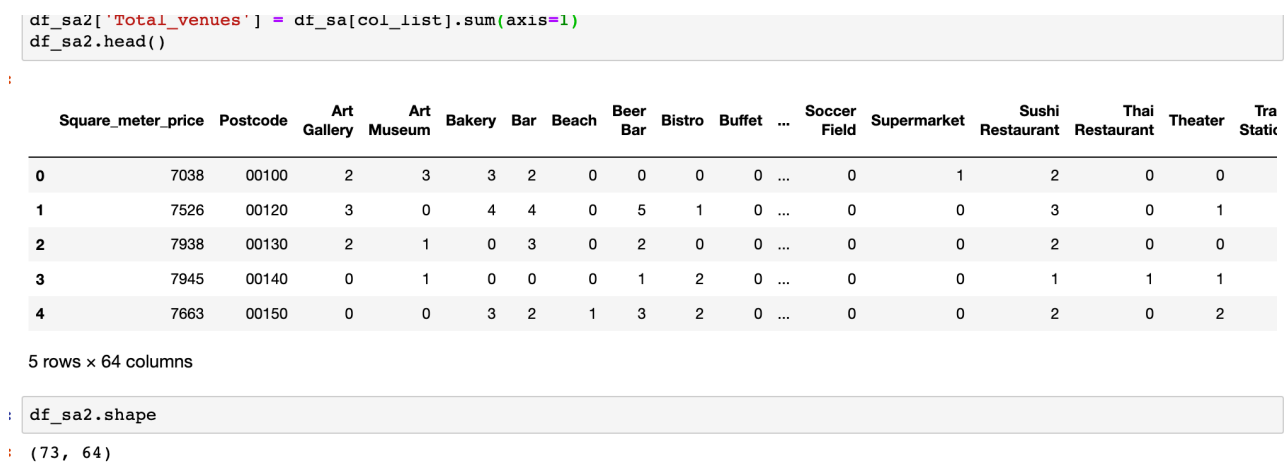 df_sa2['Total_venues'] = df_sa[col_list].sum(axis=1)
df_sa2.head()
Square_meter_price Postcode Art Gallery Art Museum Bakery Bar Beach Beer Bar Bistro Buffet ... Soccer Field Supermarket Sushi Restaurant Thai Restaurant Theater
0 7038 00100 2 3 3 2 0 0 0 0 ... 0 1 2 0 0
1 7526 00120 3 0 4 4 0 5 1 0 ... 0 0 3 0 1
2 7938 00130 2 1 0 3 0 2 0 0 ... 0 0 2 0 0
3 7945 00140 0 1 0 0 0 1 2 0 ... 0 0 1 1 1
4 7663 00150 0 0 3 2 1 3 2 0 ... 0 0 2 0 2
5 rows × 64 columns
df_sa2.shape
(73, 64)